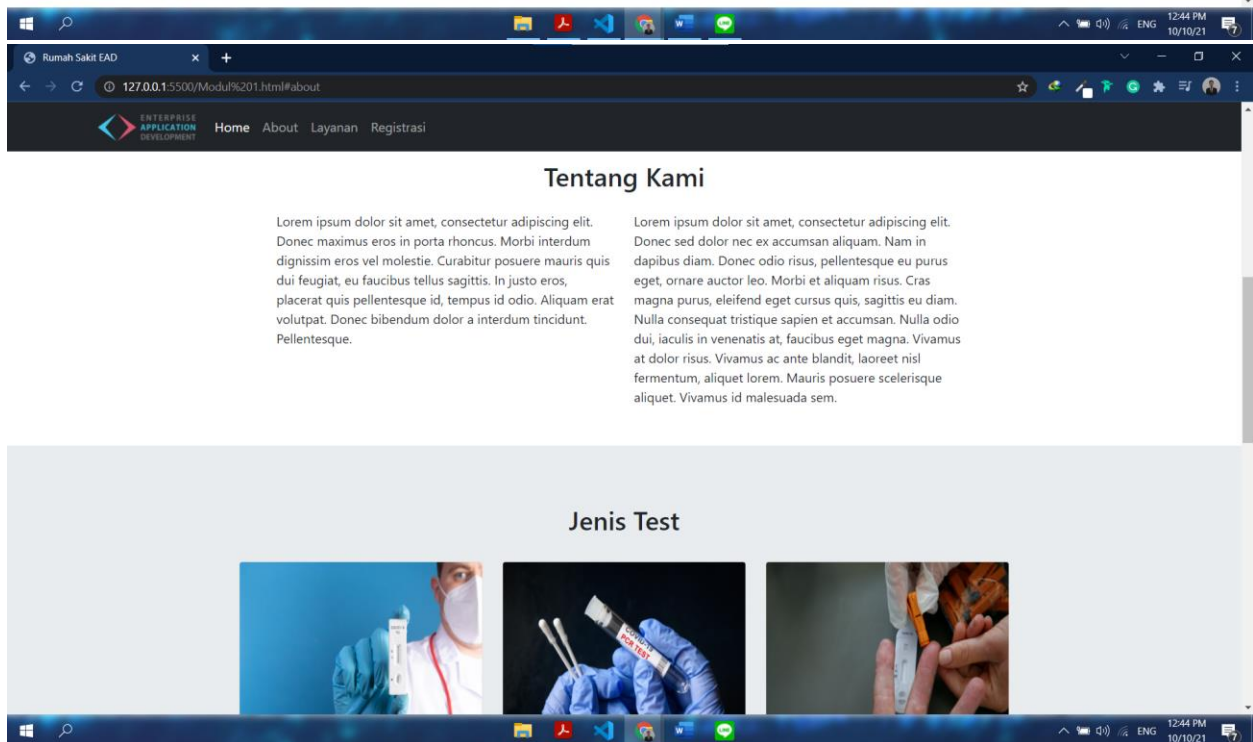 ENG
12:44 PM
10/10/21
7
Rumah Sakit EAD
127.0.0.1:5500/Modul%201.html#about
ENTERPRISE
APPLICATION
DEVELOPMENT
Home About Layanan Registrasi
Tentang Kami
Lorem ipsum dolor sit amet, consectetur adipiscing elit.
Donec maximus eros in porta rhoncus. Morbi interdum
dignissim eros vel molestie. Curabitur posuere mauris quis
dui feugiat, eu faucibus tellus sagittis. In justo eros,
placerat quis pellentesque id, tempus id odio. Aliquam erat
volutpat. Donec bibendum dolor a interdum tincidunt.
Pellentesque.
Lorem ipsum dolor sit amet, consectetur adipiscing elit.
Donec sed dolor nec ex accumsan aliquam. Nam in
dapibus diam. Donec odio risus, pellentesque eu purus
eget, ornare auctor leo. Morbi et aliquam risus. Cras
magna purus, eleifend eget cursus quis, sagittis eu diam.
Nulla consequat tristique sapien et accumsan. Nulla odio
dui, iaculis in venenatis at, faucibus eget magna. Vivamus
at dolor risus. Vivamus ac ante blandit, laoreet nisl
fermentum, aliquet lorem. Mauris posuere scelerisque
aliquet. Vivamus id malesuada sem.
Jenis Test
COVID-19
PCR TEST
ENG
12:44 PM
10/10/21
7